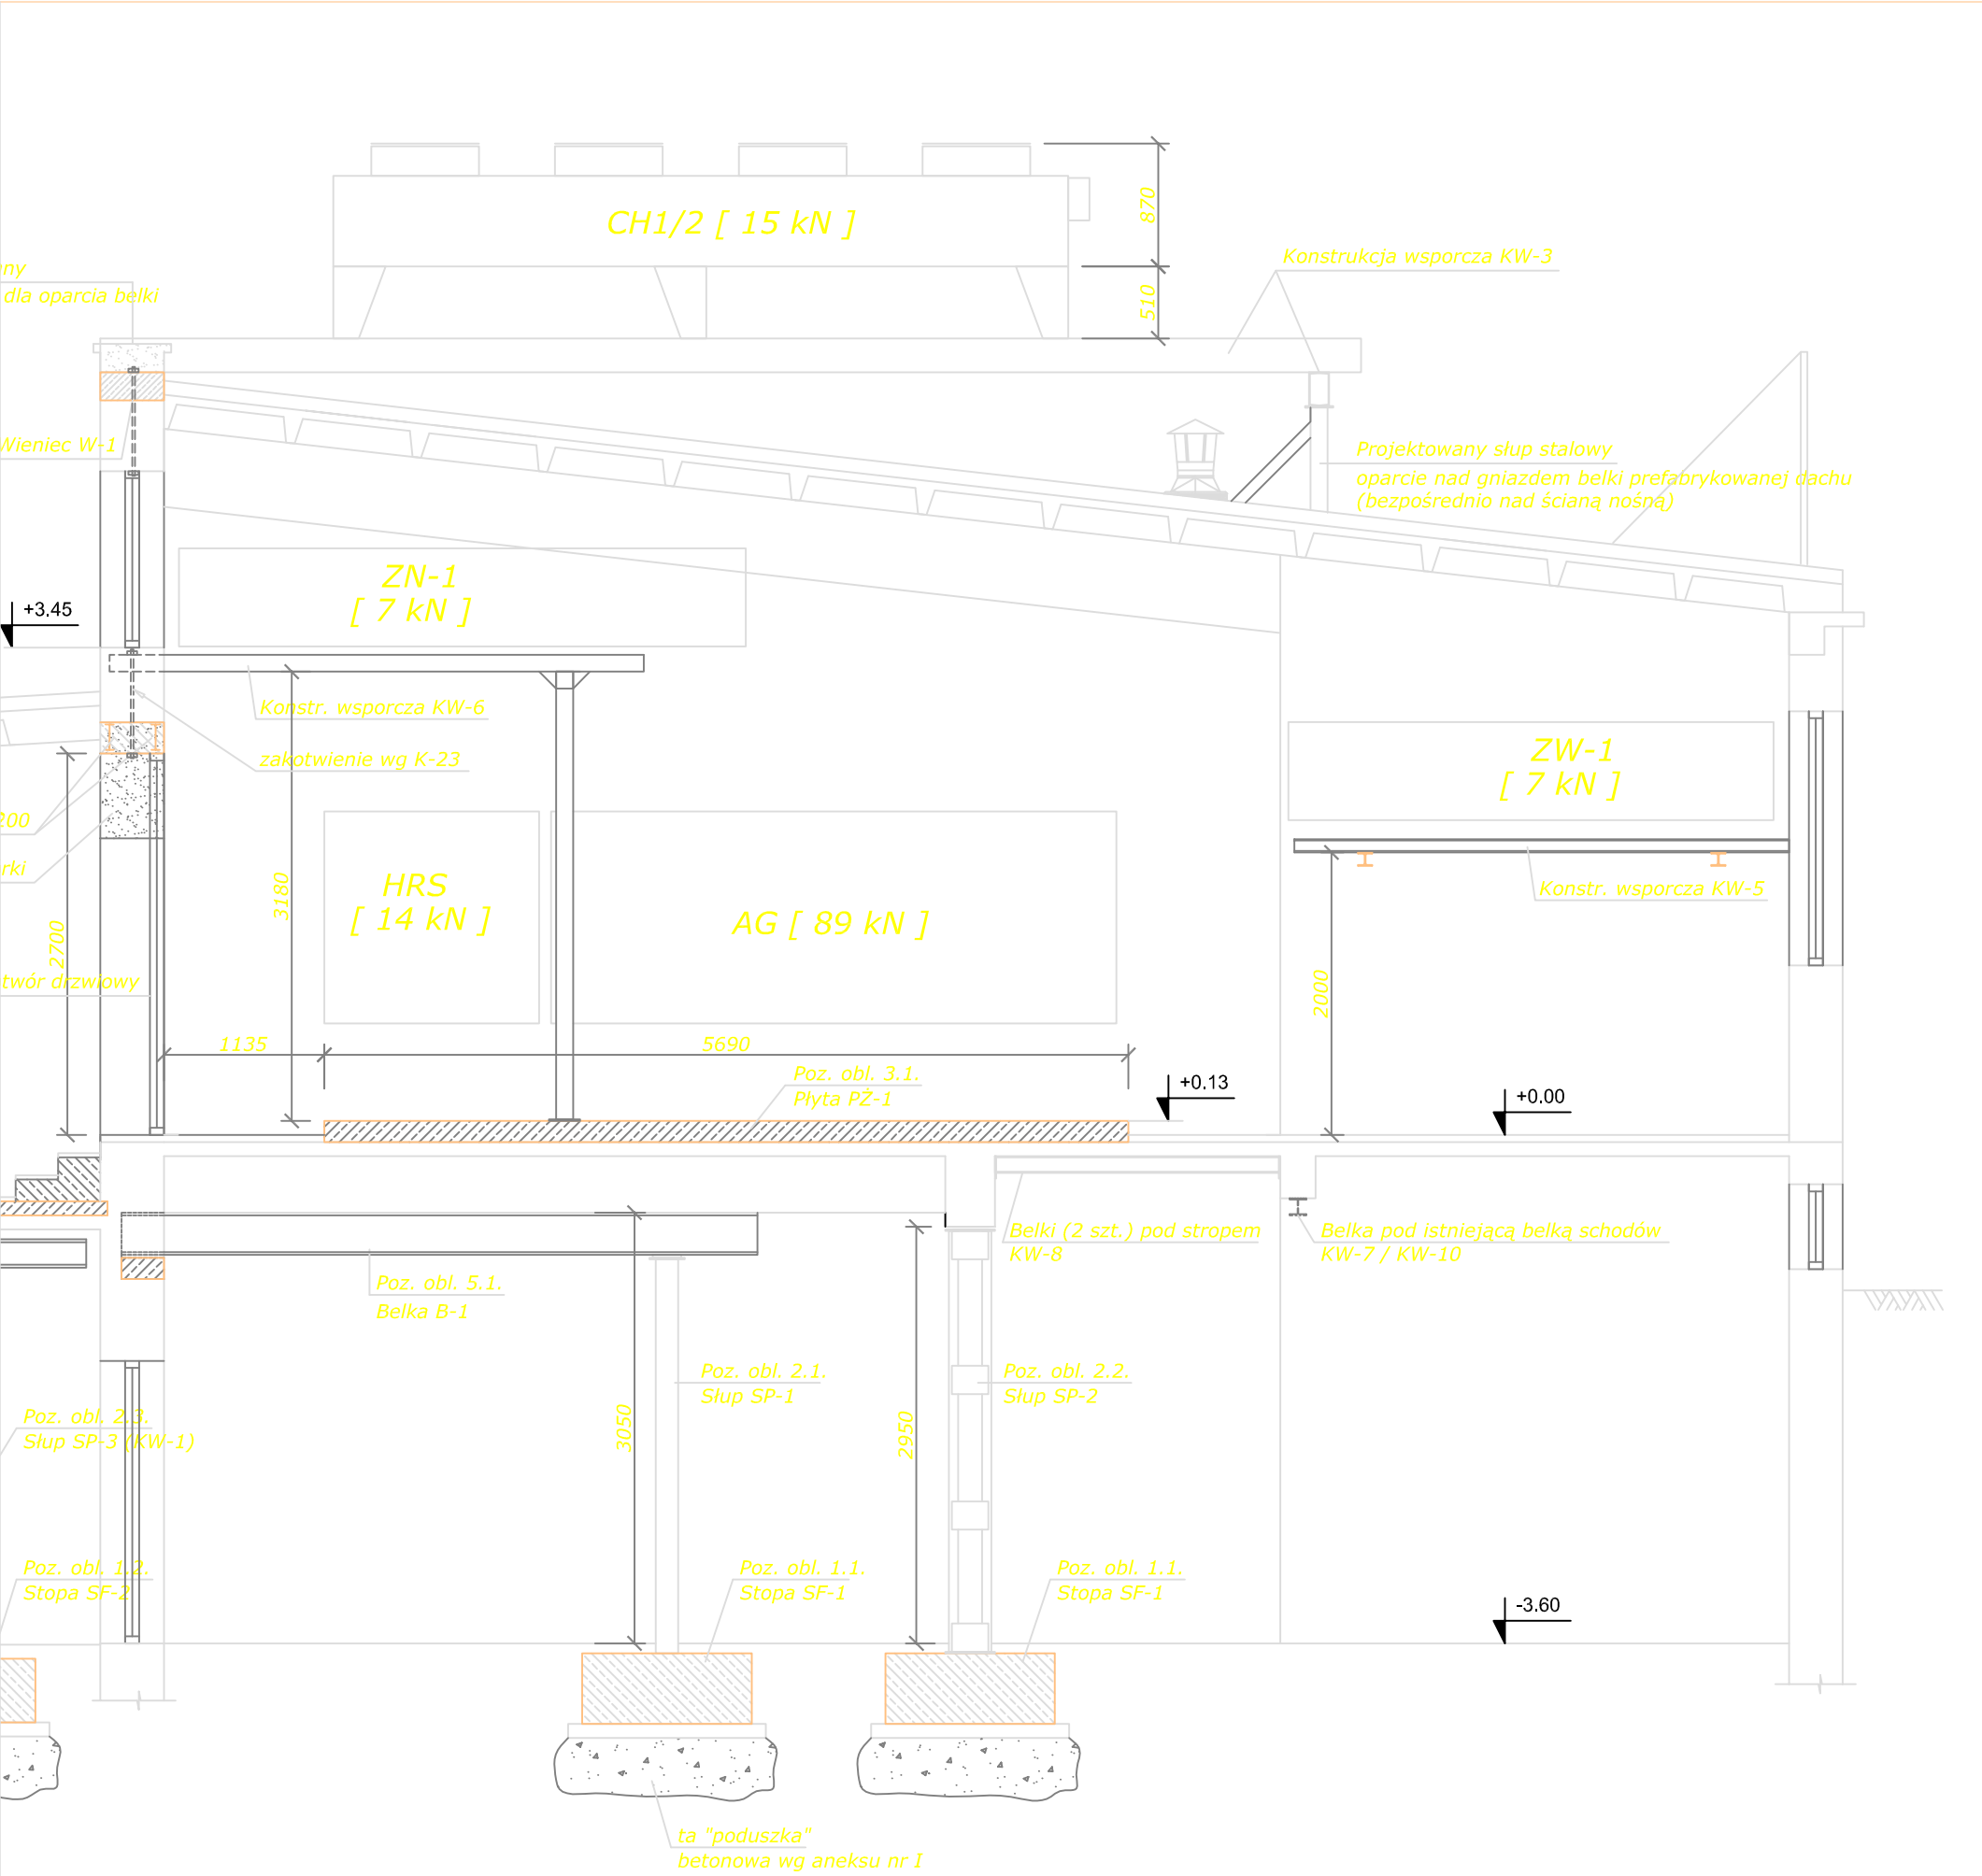 870
CH1/2 [ 15 kN ]
Konstrukcja wsporcza KW-3
ny
dla oparcia belki
510
Wieniec W-1
Projektowany słup stalowy
oparcie nad gniazdem belki prefabrykowanej dachu
(bezpośrednio nad ścianą nośną)
ZN-1
[ 7 kN ]
+3.45
Konstr. wsporcza KW-6
zakotwienie wg K-23
ZW-1
[ 7 kN ]
200
rki
HRS
[ 14 kN ]
AG [ 89 kN ]
Konstr. wsporcza KW-5
3180
2700
2000
twór drzwiowy
1135
5690
Poz. obl. 3.1.
Płyta PŻ-1
+0.13
+0.00
Belki (2 szt.) pod stropem
KW-8
Belka pod istniejącą belką schodów
KW-7 / KW-10
Poz. obl. 5.1.
Belka B-1
Poz. obl. 2.1.
Słup SP-1
Poz. obl. 2.2.
Słup SP-2
3050
2950
Poz. obl. 2.3.
Słup SP-3 (KW-1)
Poz. obl. 1.2.
Stopa SF-2
Poz. obl. 1.1.
Stopa SF-1
Poz. obl. 1.1.
Stopa SF-1
-3.60
ta "poduszka"
betonowa wg aneksu nr I